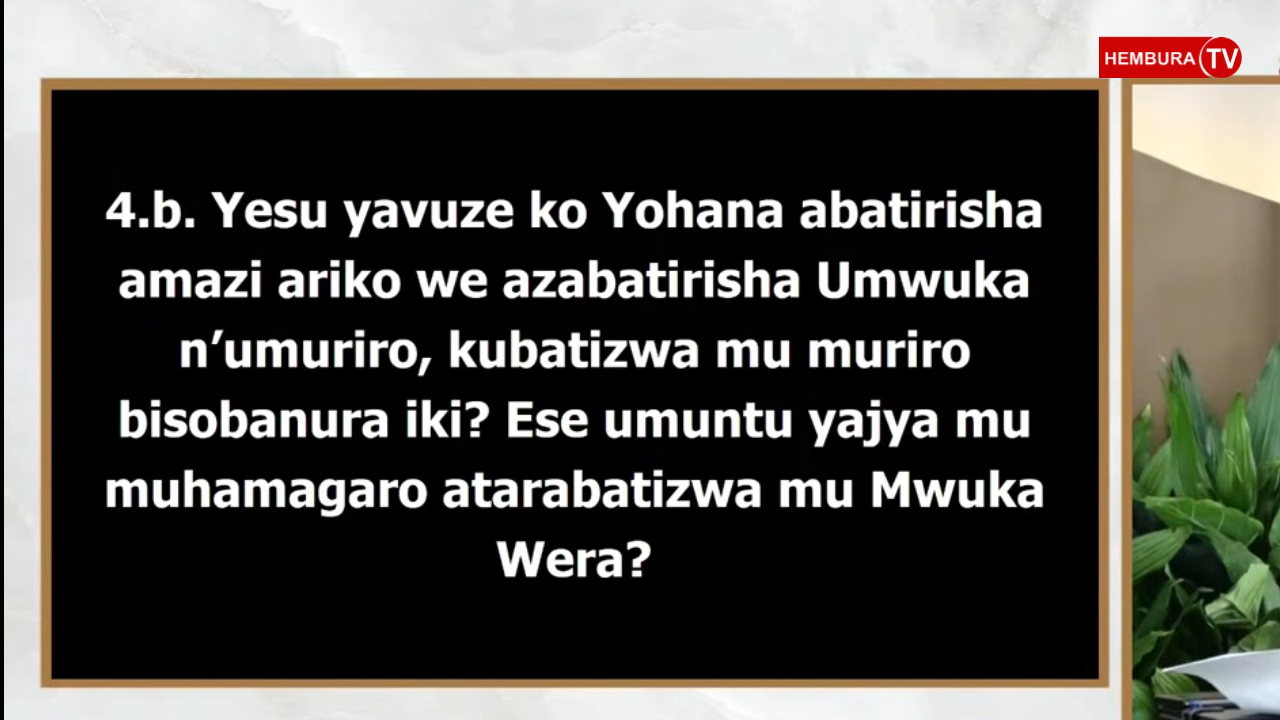 HEMBURA TV
4.b. Yesu yavuze ko Yohana abatirisha
amazi ariko we azabatirisha Umwuka
n’umuriro, kubatizwa mu muriro
bisobanura iki? Ese umuntu yajya mu
muhamagaro atarabatizwa mu Mwuka
Wera?